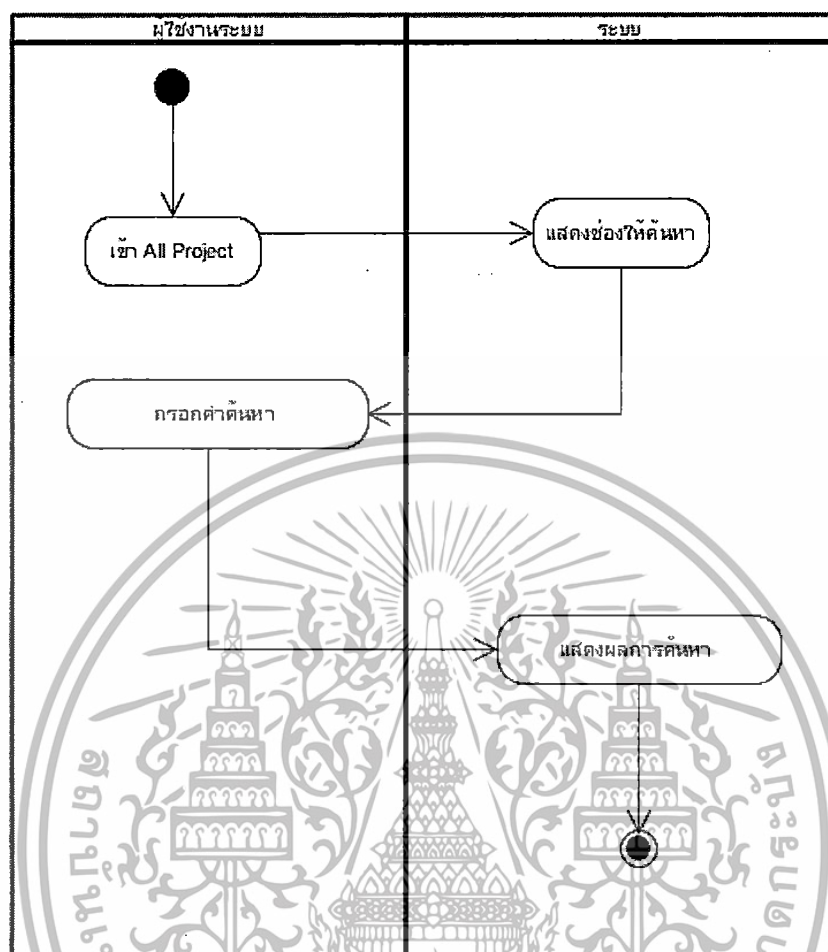 ผู้ใช้งานระบบ
ระบบ
เข้า All Project
แสดงช่องให้ค้นหา
กรอกคำค้นหา
แสดงผลการค้นหา